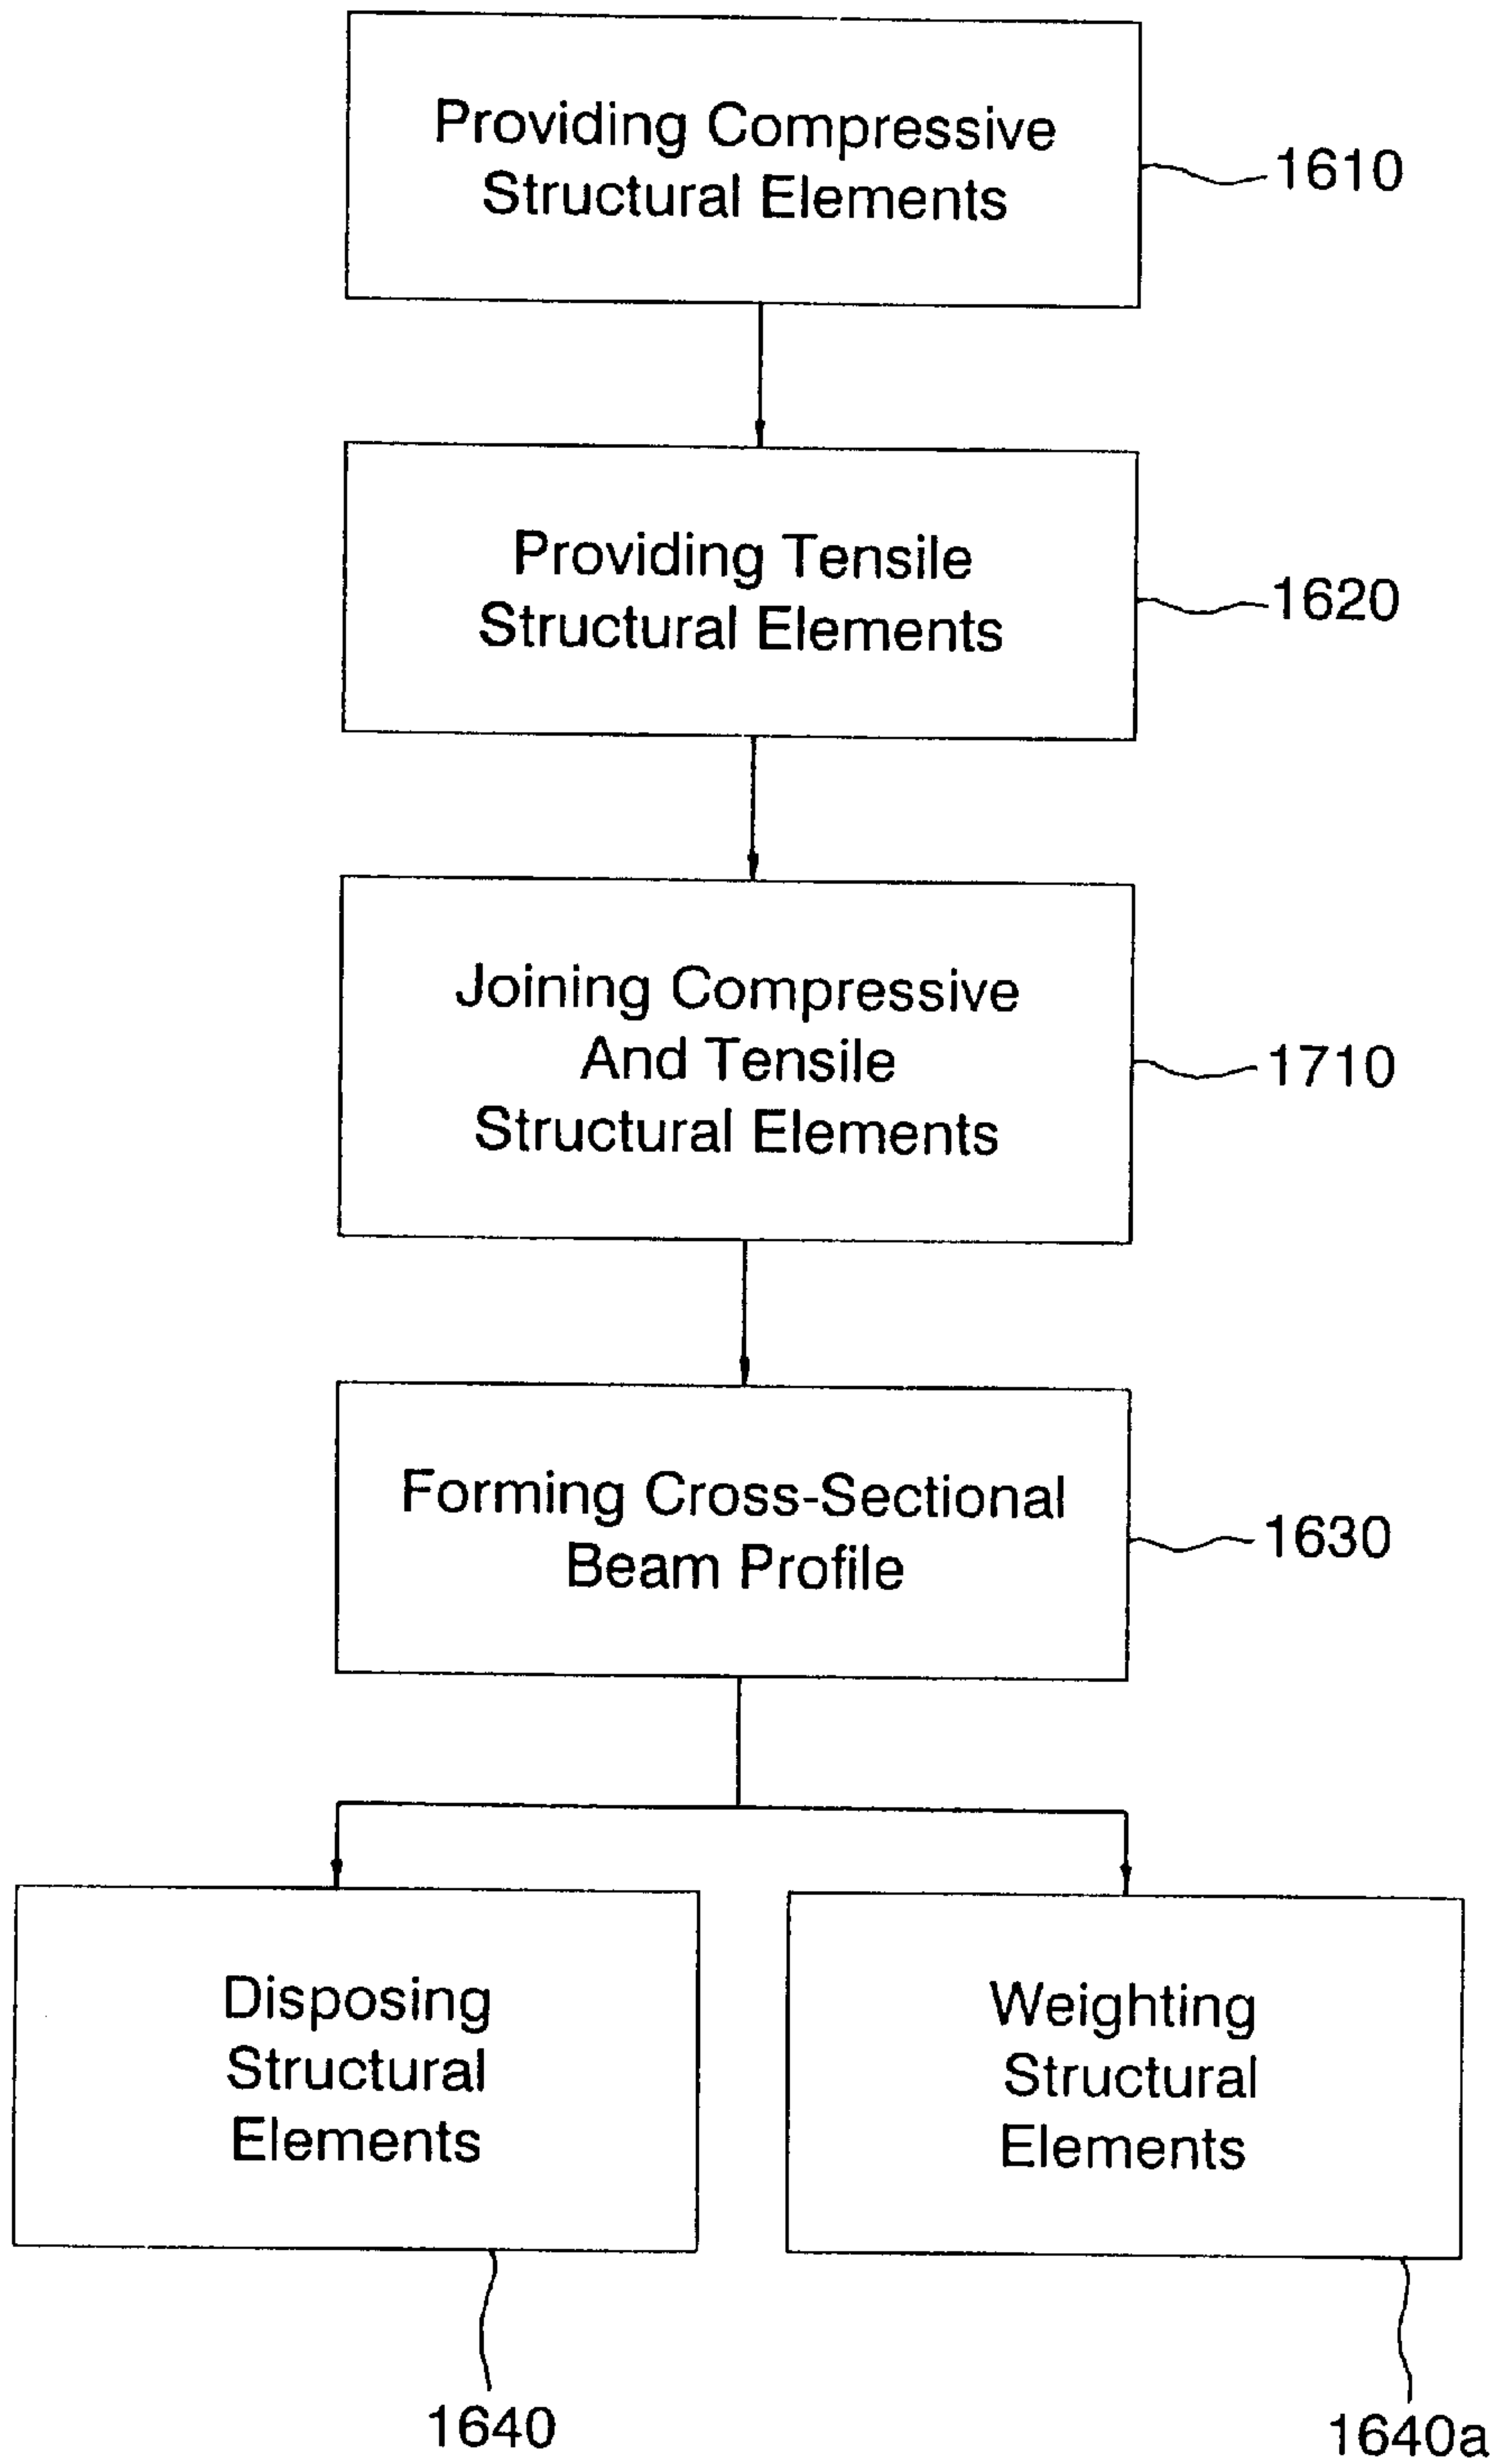 Providing Compressive
Structural Elements
1610
Providing Tensile
Structural Elements
1620
Joining Compressive
And Tensile
Structural Elements
1710
Forming Cross-Sectional
Beam Profile
1630
Disposing
Structural
Elements
1640
Weighting
Structural
Elements
1640a